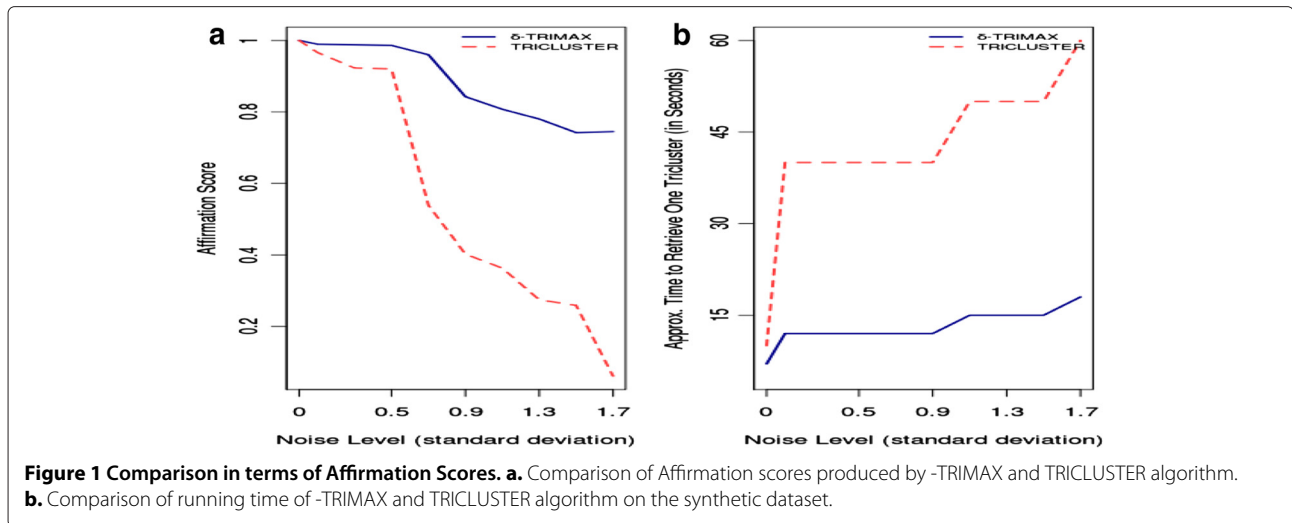 a
δ-TRIMAX
TRICLUSTER
Affirmation Score
1
0.8
0.6
0.4
0.2
0 0.5 0.9 1.3 1.7
Noise Level (standard deviation)
b
δ-TRIMAX
TRICLUSTER
Approx. Time to Retrieve One Tricluster (in Seconds)
60
45
30
15
0 0.5 0.9 1.3 1.7
Noise Level (standard deviation)
Figure 1 Comparison in terms of Affirmation Scores. a. Comparison of Affirmation scores produced by -TRIMAX and TRICLUSTER algorithm.
b. Comparison of running time of -TRIMAX and TRICLUSTER algorithm on the synthetic dataset.